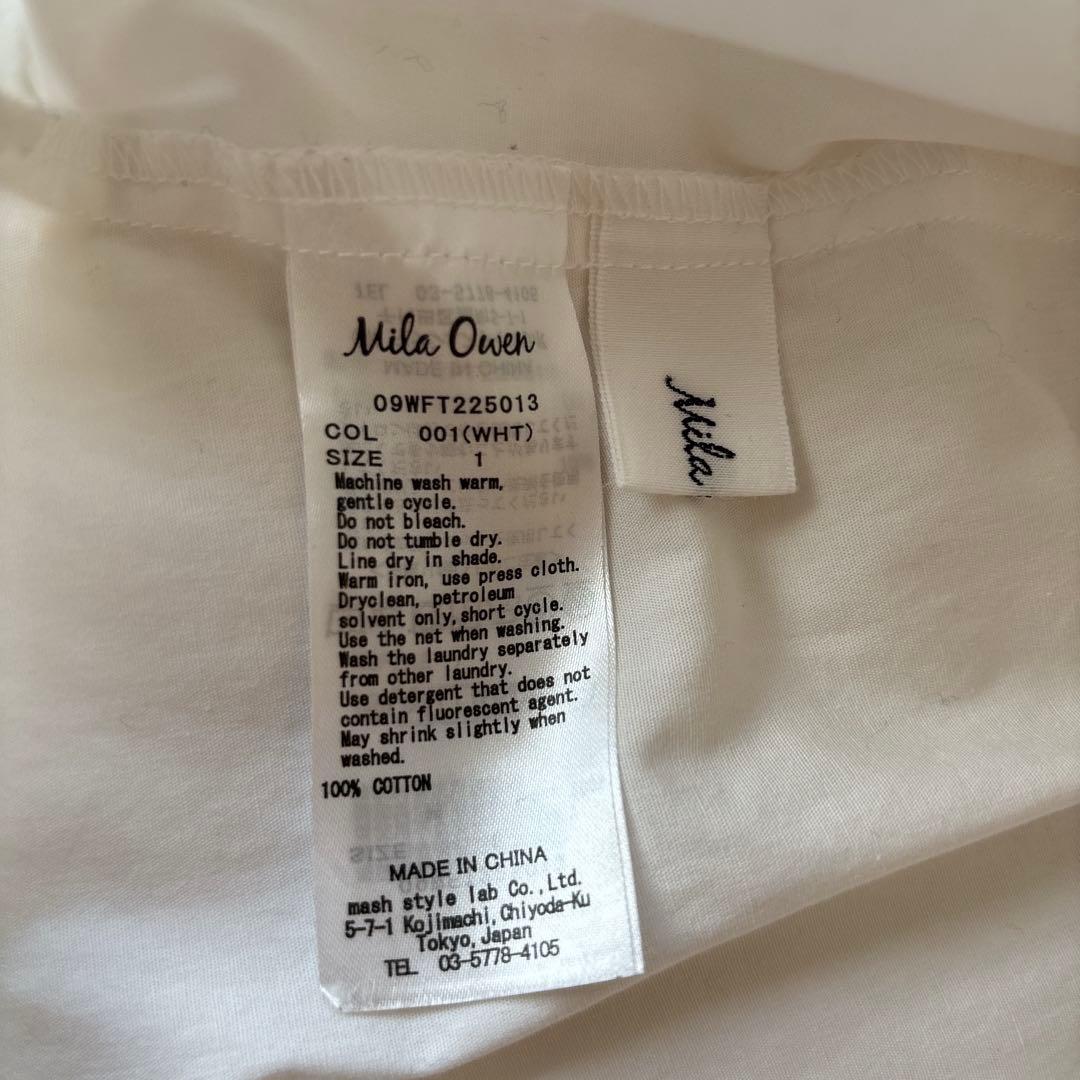 Mila Owen
09WFT225013
COL 001(WHT)
SIZE 1
Machine wash warm,
gentle cycle.
Do not bleach.
Do not tumble dry.
Line dry in shade.
Warm iron, use press cloth.
Dryclean, petroleum
solvent only,short cycle.
Use the net when washing.
Wash the laundry separately
from other laundry.
Use detergent that does not
contain fluorescent agent.
May shrink slightly when
washed.
100% COTTON
MADE IN CHINA
mash style lab Co.,Ltd.
5-7-1 Kojimachi,Chiyoda-Ku
Tokyo,Japan
TEL 03-5778-4105
Mila